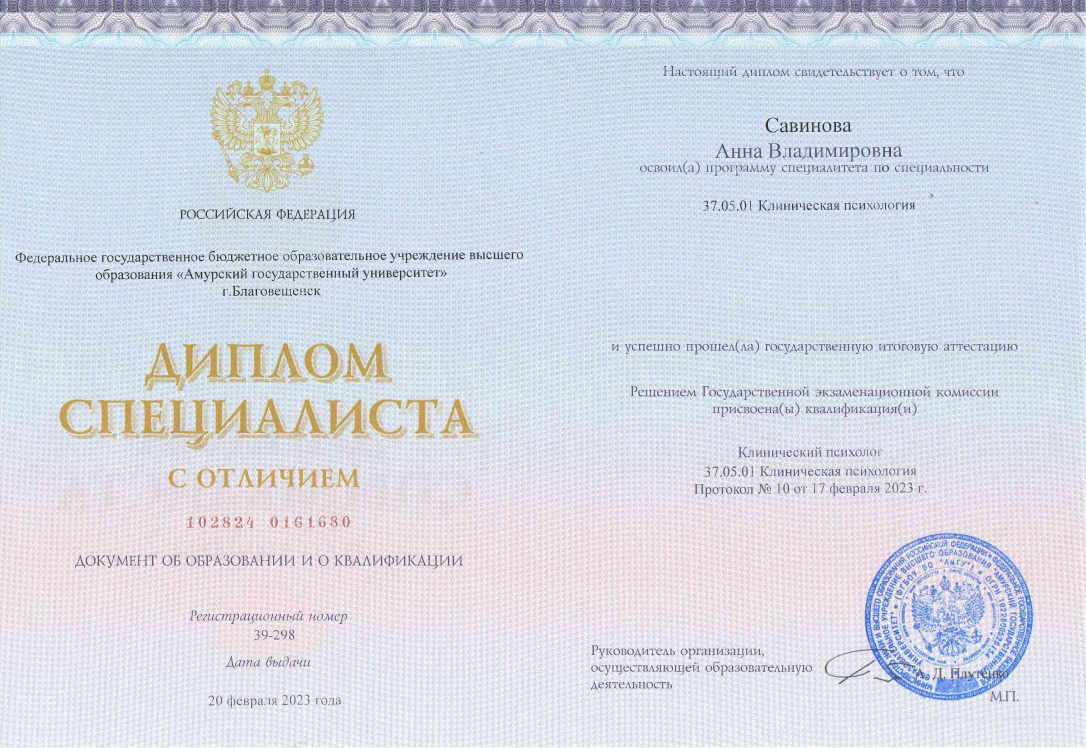 РОССИЙСКАЯ ФЕДЕРАЦИЯ
Федеральное государственное бюджетное образовательное учреждение высшего
образования «Амурский государственный университет»
г.Благовещенск
ДИПЛОМ
СПЕЦИАЛИСТА
С ОТЛИЧИЕМ
102824 0161680
ДОКУМЕНТ ОБ ОБРАЗОВАНИИ И О КВАЛИФИКАЦИИ
Регистрационный номер
39-298
Дата выдачи
20 февраля 2023 года
Настоящий диплом свидетельствует о том, что
Савинова
Анна Владимировна
освоил(а) программу специалитета по специальности
37.05.01 Клиническая психология
и успешно прошел(ла) государственную итоговую аттестацию
Решением Государственной экзаменационной комиссии
присвоена(ы) квалификация(и)
Клинический психолог
37.05.01 Клиническая психология
Протокол № 10 от 17 февраля 2023 г.
Руководитель организации,
осуществляющей образовательную
деятельность
Д. Плутенко
М.П.